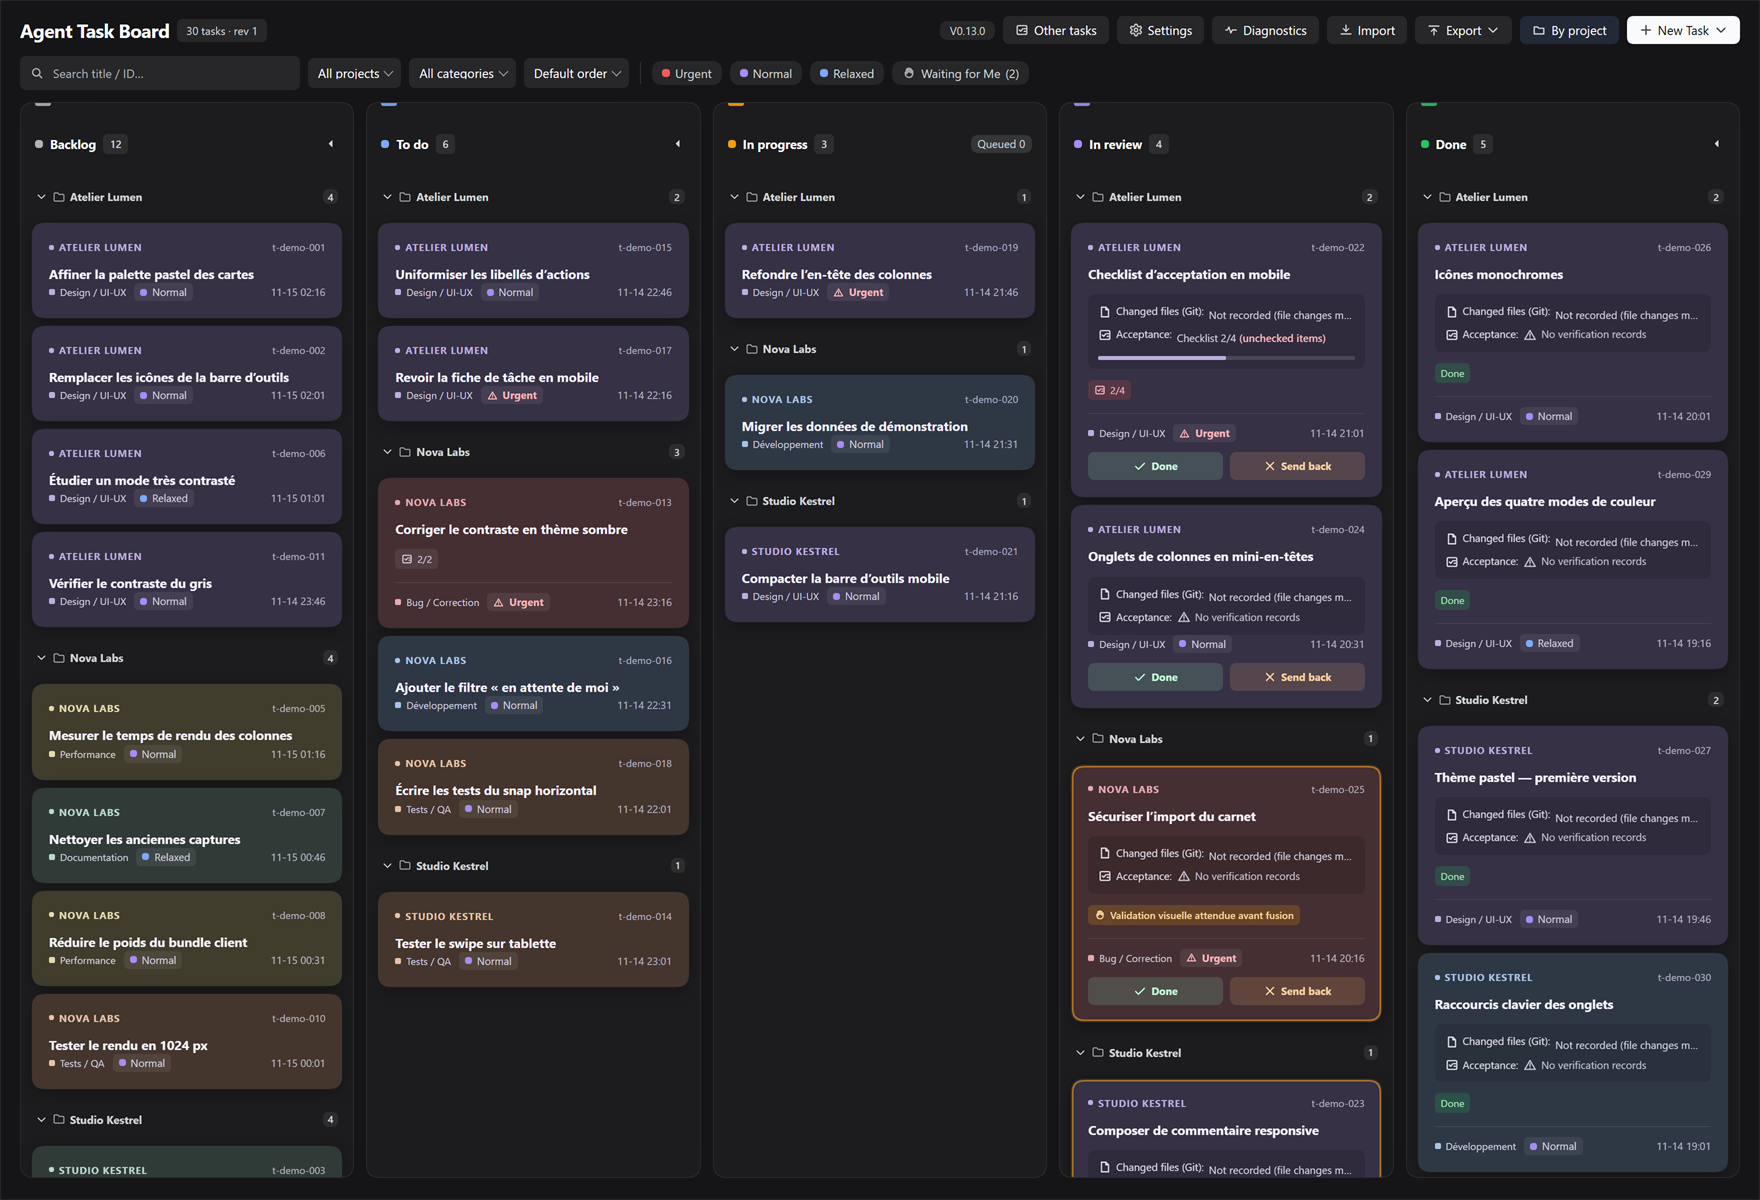 Agent Task Board
30 tasks · rev 1
V0.13.0
Other tasks
Settings
Diagnostics
Import
Export
By project
New Task
Search title / ID...
All projects
All categories
Default order
Urgent
Normal
Relaxed
Waiting for Me (2)
Backlog 12
Atelier Lumen 4
ATELIER LUMEN t-demo-001
Affiner la palette pastel des cartes
Design / UI-UX Normal 11-15 02:16
ATELIER LUMEN t-demo-002
Remplacer les icônes de la barre d’outils
Design / UI-UX Normal 11-15 02:01
ATELIER LUMEN t-demo-006
Étudier un mode très contrasté
Design / UI-UX Relaxed 11-15 01:01
ATELIER LUMEN t-demo-011
Vérifier le contraste du gris
Design / UI-UX Normal 11-14 23:46
Nova Labs 4
NOVA LABS t-demo-005
Mesurer le temps de rendu des colonnes
Performance Normal 11-15 01:16
NOVA LABS t-demo-007
Nettoyer les anciennes captures
Documentation Relaxed 11-15 00:46
NOVA LABS t-demo-008
Réduire le poids du bundle client
Performance Normal 11-15 00:31
NOVA LABS t-demo-010
Tester le rendu en 1024 px
Tests / QA Normal 11-15 00:01
Studio Kestrel 4
STUDIO KESTREL t-demo-003
To do 6
Atelier Lumen 2
ATELIER LUMEN t-demo-015
Uniformiser les libellés d’actions
Design / UI-UX Normal 11-14 22:46
ATELIER LUMEN t-demo-017
Revoir la fiche de tâche en mobile
Design / UI-UX Urgent 11-14 22:16
Nova Labs 3
NOVA LABS t-demo-013
Corriger le contraste en thème sombre
2/2
Bug / Correction Urgent 11-14 23:16
NOVA LABS t-demo-016
Ajouter le filtre « en attente de moi »
Développement Normal 11-14 22:31
NOVA LABS t-demo-018
Écrire les tests du snap horizontal
Tests / QA Normal 11-14 22:01
Studio Kestrel 1
STUDIO KESTREL t-demo-014
Tester le swipe sur tablette
Tests / QA Normal 11-14 23:01
In progress 3 Queued 0
Atelier Lumen 1
ATELIER LUMEN t-demo-019
Refondre l’en-tête des colonnes
Design / UI-UX Urgent 11-14 21:46
Nova Labs 1
NOVA LABS t-demo-020
Migrer les données de démonstration
Développement Normal 11-14 21:31
Studio Kestrel 1
STUDIO KESTREL t-demo-021
Compacter la barre d’outils mobile
Design / UI-UX Normal 11-14 21:16
In review 4
Atelier Lumen 2
ATELIER LUMEN t-demo-022
Checklist d’acceptation en mobile
Changed files (Git): Not recorded (file changes m...
Acceptance: Checklist 2/4 (unchecked items)
2/4
Design / UI-UX Urgent 11-14 21:01
Done Send back
ATELIER LUMEN t-demo-024
Onglets de colonnes en mini-en-têtes
Changed files (Git): Not recorded (file changes m...
Acceptance: No verification records
Design / UI-UX Normal 11-14 20:31
Done Send back
Nova Labs 1
NOVA LABS t-demo-025
Sécuriser l’import du carnet
Changed files (Git): Not recorded (file changes m...
Acceptance: No verification records
Validation visuelle attendue avant fusion
Bug / Correction Urgent 11-14 20:16
Done Send back
Studio Kestrel 1
STUDIO KESTREL t-demo-023
Composer de commentaire responsive
Changed files (Git): Not recorded (file changes m...
Done 5
Atelier Lumen 2
ATELIER LUMEN t-demo-026
Icônes monochromes
Changed files (Git): Not recorded (file changes m...
Acceptance: No verification records
Done
Design / UI-UX Normal 11-14 20:01
ATELIER LUMEN t-demo-029
Aperçu des quatre modes de couleur
Changed files (Git): Not recorded (file changes m...
Acceptance: No verification records
Done
Design / UI-UX Relaxed 11-14 19:16
Studio Kestrel 2
STUDIO KESTREL t-demo-027
Thème pastel — première version
Changed files (Git): Not recorded (file changes m...
Acceptance: No verification records
Done
Design / UI-UX Normal 11-14 19:46
STUDIO KESTREL t-demo-030
Raccourcis clavier des onglets
Changed files (Git): Not recorded (file changes m...
Acceptance: No verification records
Done
Développement Normal 11-14 19:01